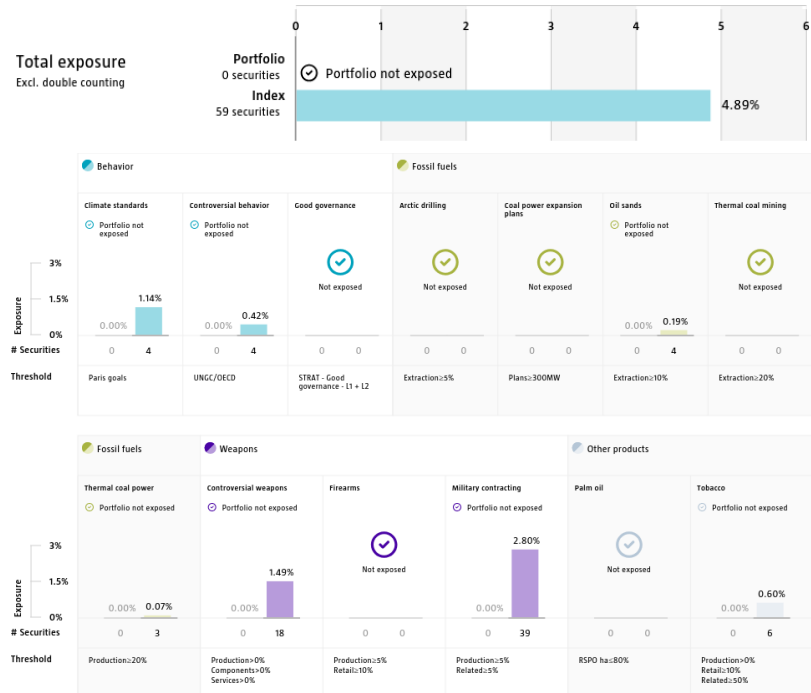 0 1 2 3 4 5 6
Total exposure
Excl. double counting
Portfolio
0 securities
Portfolio not exposed
Index
59 securities
4.89%
Behavior
Fossil fuels
Climate standards
Controversial behavior
Good governance
Arctic drilling
Coal power expansion
plans
Oil sands
Thermal coal mining
Portfolio not
exposed
Portfolio not
exposed
Not exposed
Not exposed
Not exposed
Portfolio not
exposed
Not exposed
Exposure
3%
1.5%
0%
0.00% 1.14%
0.00% 0.42%
0.00% 0.19%
# Securities 0 4 0 4 0 0 0 0 0 0 0 4 0 0
Threshold
Paris goals
UNGC/OECD
STRAT - Good
governance - L1 + L2
Extraction≥5%
Plans≥300MW
Extraction≥10%
Extraction≥20%
Fossil fuels
Weapons
Other products
Thermal coal power
Controversial weapons
Firearms
Military contracting
Palm oil
Tobacco
Portfolio not exposed
Portfolio not exposed
Not exposed
Portfolio not exposed
Not exposed
Portfolio not exposed
Exposure
3%
1.5%
0%
0.00% 0.07%
0.00% 1.49%
0.00% 2.80%
0.00% 0.60%
# Securities 0 3 0 18 0 0 0 39 0 0 0 6
Threshold
Production≥20%
Production>0%
Components>0%
Services>0%
Production≥5%
Retail≥10%
Production≥5%
Related≥5%
RSPO ha≤80%
Production>0%
Retail≥10%
Related≥50%